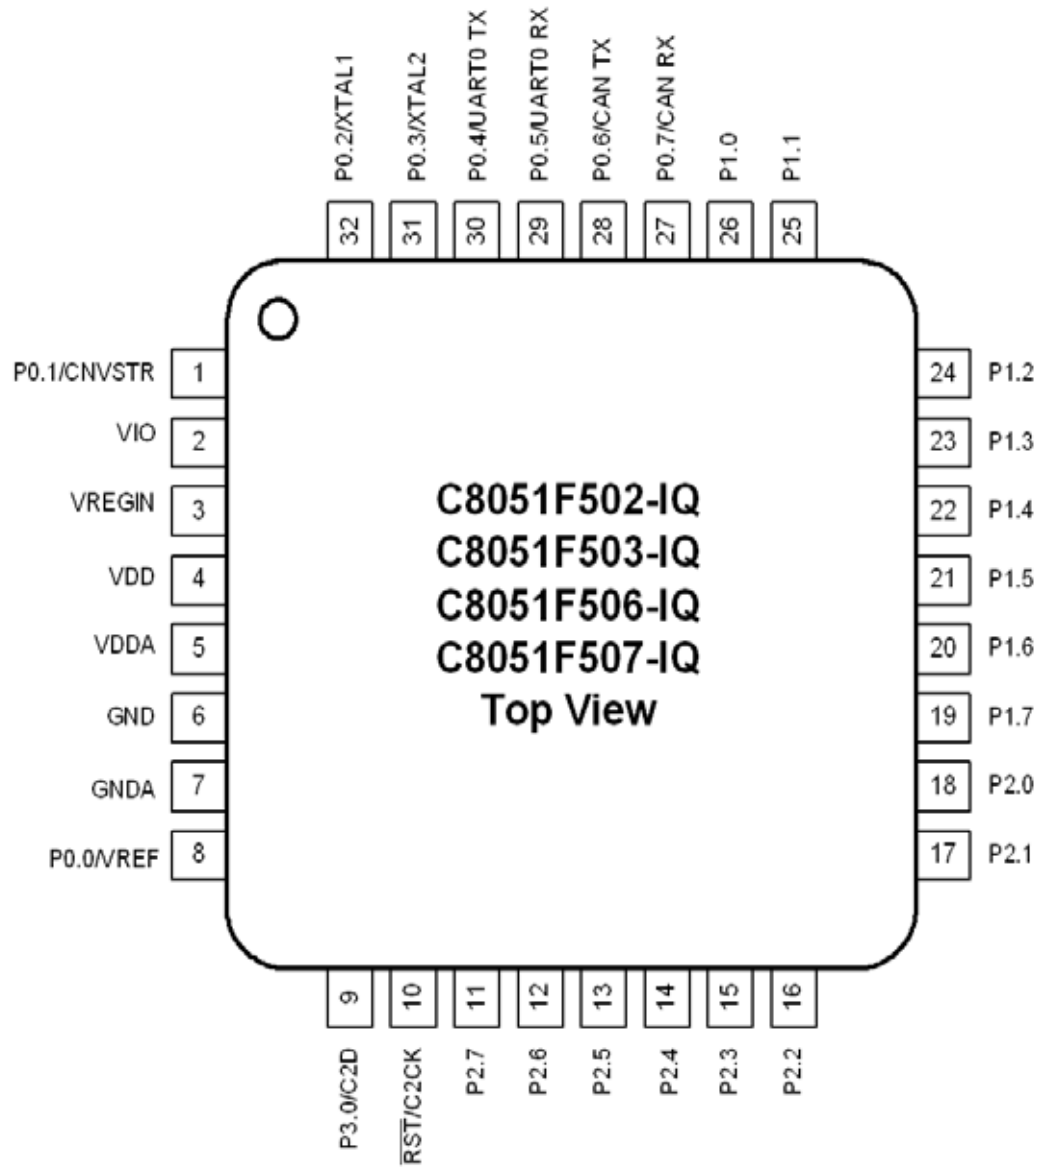 P0.2/XTAL1
P0.3/XTAL2
P0.4/UART0 TX
P0.5/UART0 RX
P0.6/CAN TX
P0.7/CAN RX
P1.0
P1.1
32
31
30
29
28
27
26
25
P0.1/CNVSTR
1
VIO
2
VREGIN
3
VDD
4
VDDA
5
GND
6
GNDA
7
P0.0/VREF
8
C8051F502-IQ
C8051F503-IQ
C8051F506-IQ
C8051F507-IQ
Top View
24 P1.2
23 P1.3
22 P1.4
21 P1.5
20 P1.6
19 P1.7
18 P2.0
17 P2.1
9
10
11
12
13
14
15
16
P3.0/C2D
R̅S̅T̅/C2CK
P2.7
P2.6
P2.5
P2.4
P2.3
P2.2